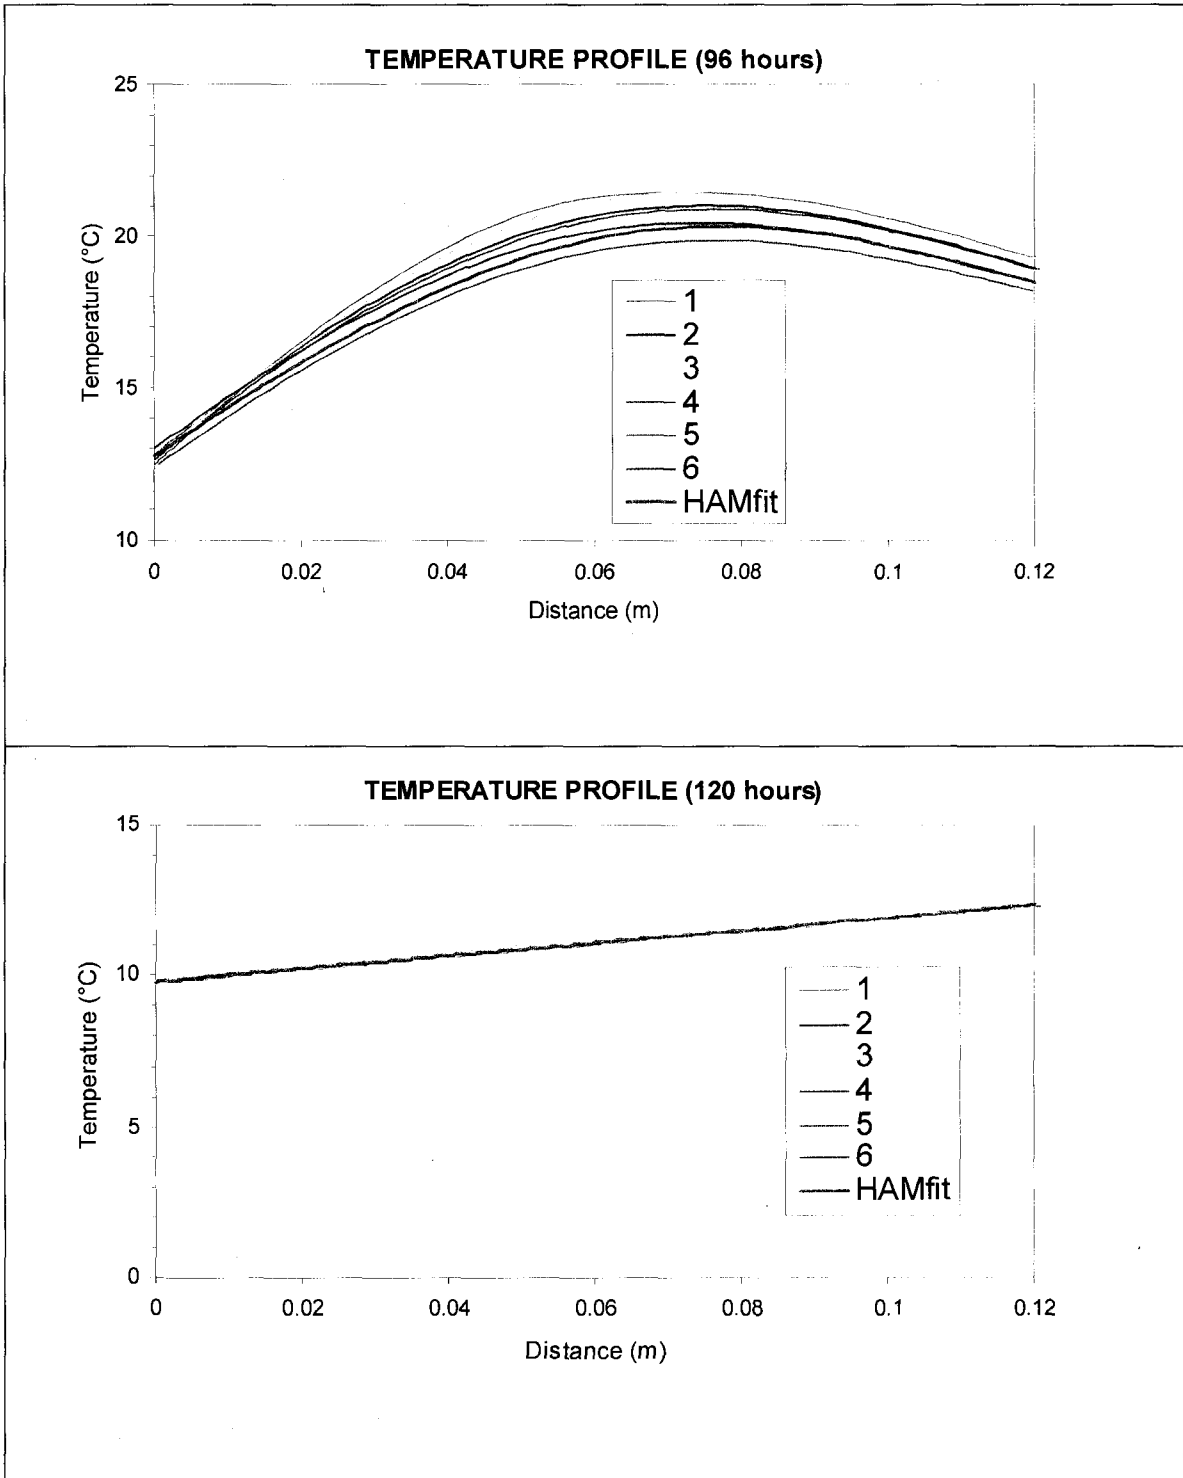 TEMPERATURE PROFILE (96 hours)
25
20
15
10
Temperature (°C)
1
2
3
4
5
6
HAMfit
0 0.02 0.04 0.06 0.08 0.1 0.12
Distance (m)
TEMPERATURE PROFILE (120 hours)
15
10
5
0
Temperature (°C)
1
2
3
4
5
6
HAMfit
0 0.02 0.04 0.06 0.08 0.1 0.12
Distance (m)